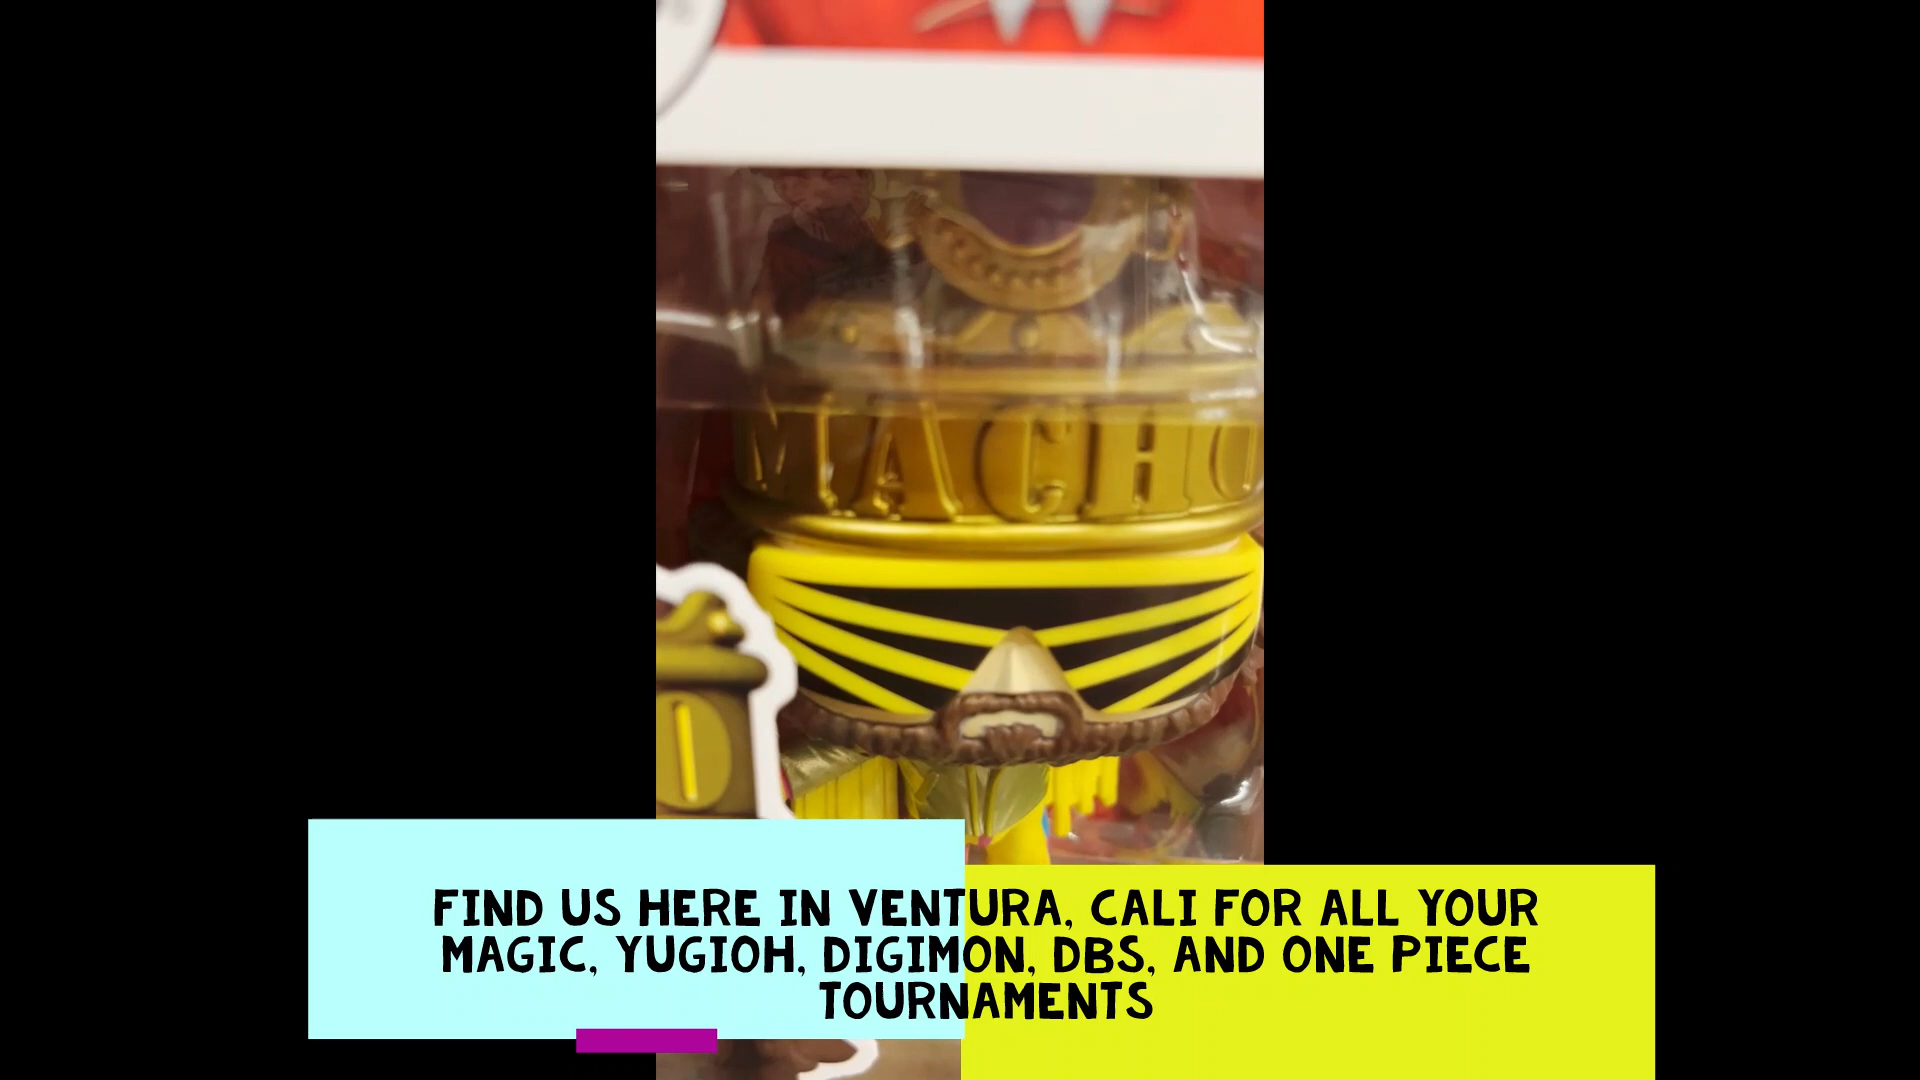 MACHO
O
FIND US HERE IN VENTURA, CALI FOR ALL YOUR
MAGIC, YUGIOH, DIGIMON, DBS, AND ONE PIECE
TOURNAMENTS